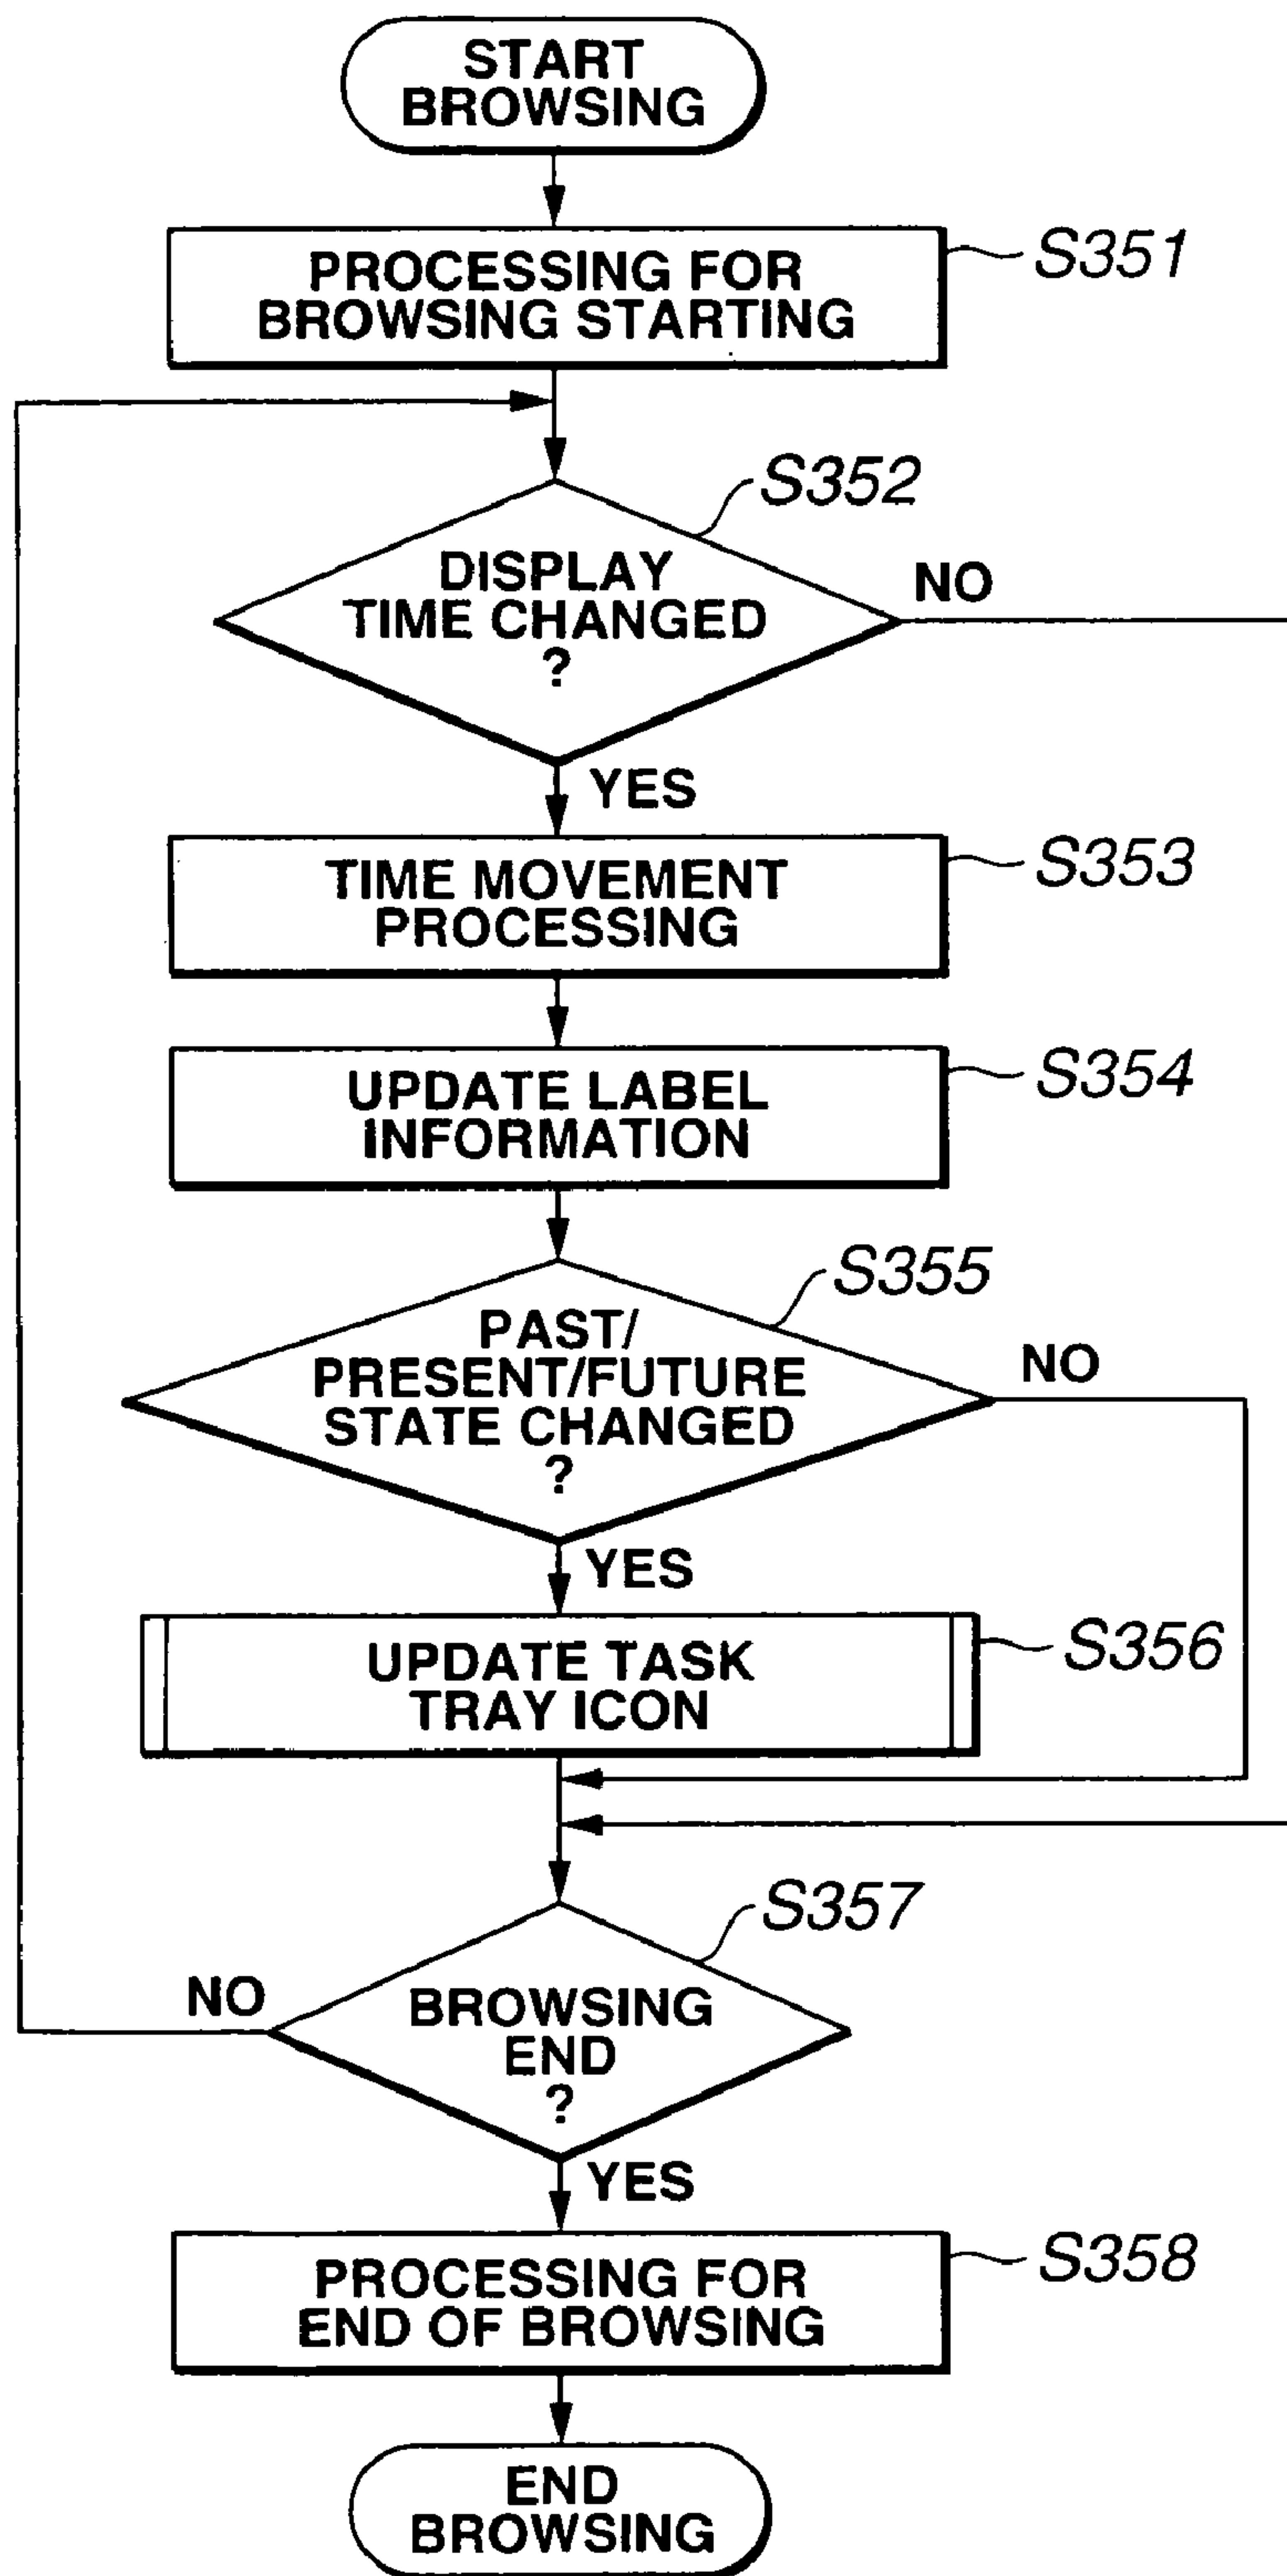 START
BROWSING
PROCESSING FOR
BROWSING STARTING
S351
S352
DISPLAY
TIME CHANGED
?
NO
YES
TIME MOVEMENT
PROCESSING
S353
UPDATE LABEL
INFORMATION
S354
S355
PAST/
PRESENT/FUTURE
STATE CHANGED
?
NO
YES
UPDATE TASK
TRAY ICON
S356
S357
BROWSING
END
?
NO
YES
PROCESSING FOR
END OF BROWSING
S358
END
BROWSING